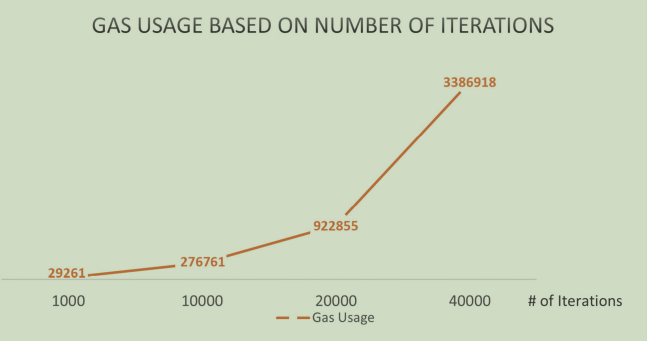 GAS USAGE BASED ON NUMBER OF ITERATIONS
3386918
922855
276761
29261
1000 10000 20000 40000 # of Iterations
Gas Usage